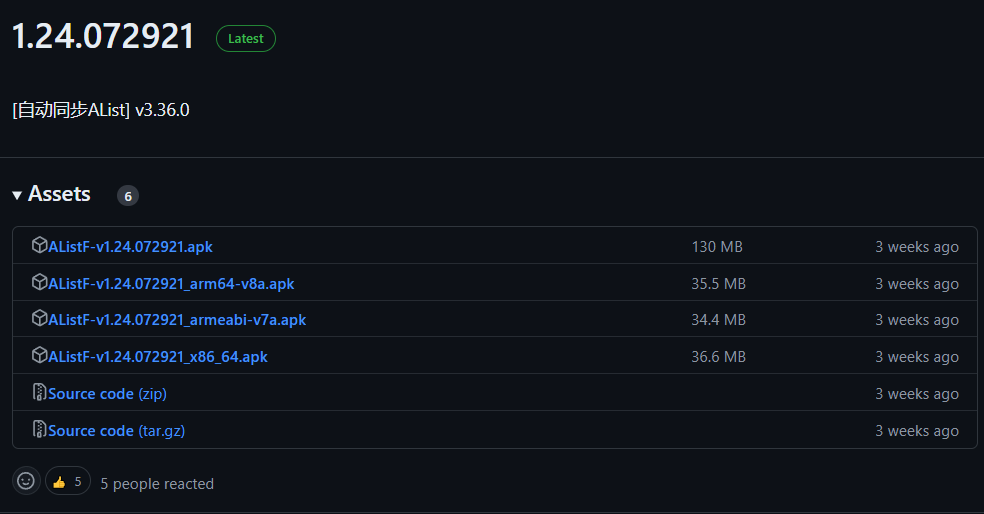 1.24.072921 Latest
[自动同步AList] v3.36.0
Assets 6
AListF-v1.24.072921.apk 130 MB 3 weeks ago
AListF-v1.24.072921_arm64-v8a.apk 35.5 MB 3 weeks ago
AListF-v1.24.072921_armeabi-v7a.apk 34.4 MB 3 weeks ago
AListF-v1.24.072921_x86_64.apk 36.6 MB 3 weeks ago
Source code (zip) 3 weeks ago
Source code (tar.gz) 3 weeks ago
5 5 people reacted